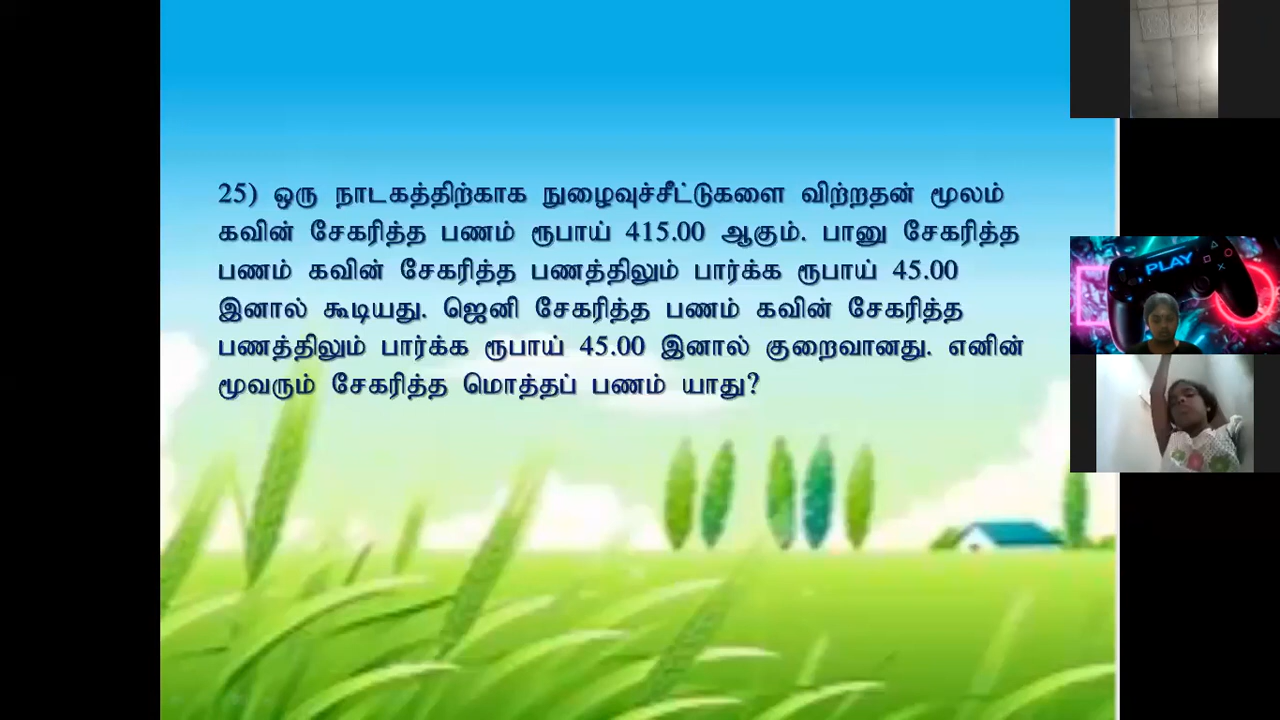 25) ஒரு நாடகத்திற்காக நுழைவுச்சீட்டுகளை விற்றதன் மூலம்
கவின் சேகரித்த பணம் ரூபாய் 415.00 ஆகும். பானு சேகரித்த
பணம் கவின் சேகரித்த பணத்திலும் பார்க்க ரூபாய் 45.00
இனால் கூடியது. ஜெனி சேகரித்த பணம் கவின் சேகரித்த
பணத்திலும் பார்க்க ரூபாய் 45.00 இனால் குறைவானது. எனின்
மூவரும் சேகரித்த மொத்தப் பணம் யாது?
PLAY